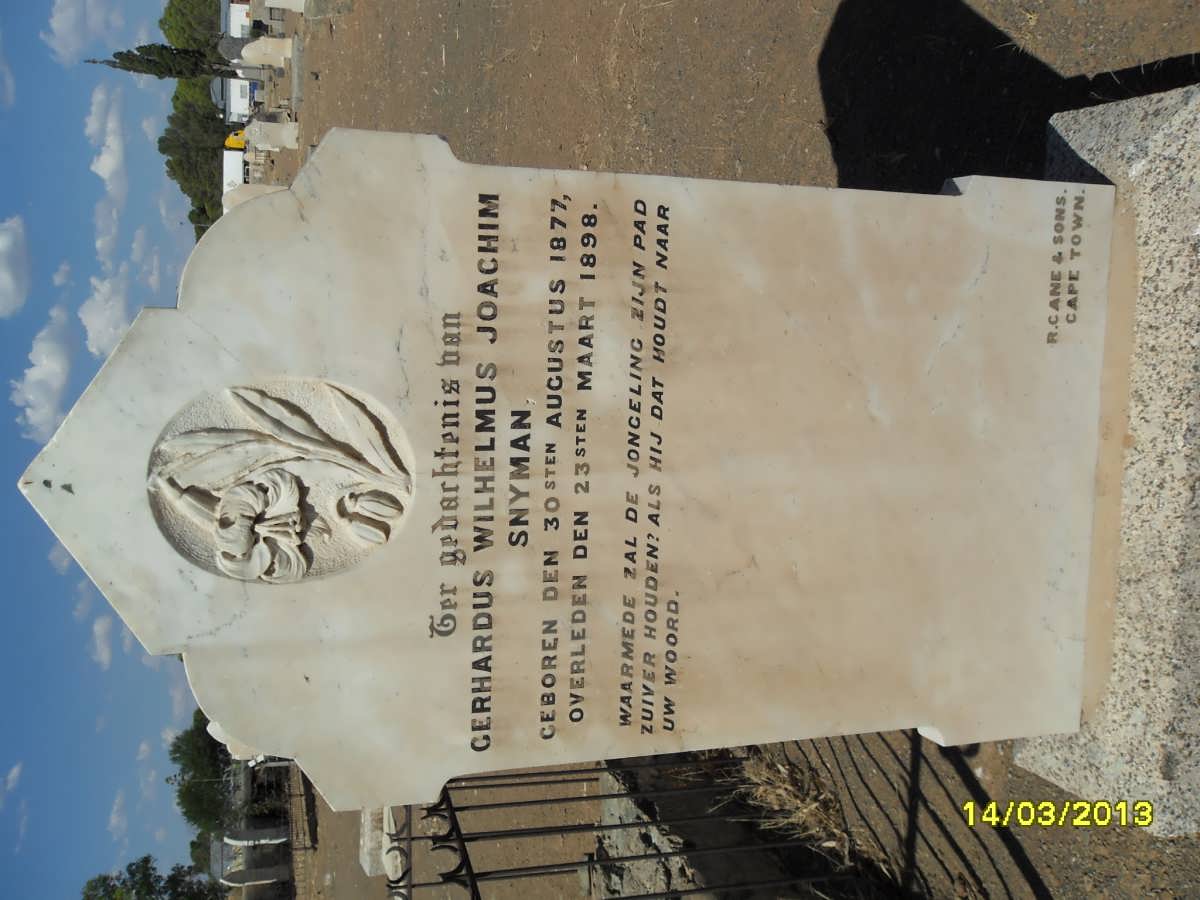 Ter gedachtenis van
GERHARDUS WILHELMUS JOACHIM
SNYMAN,
GEBOREN DEN 30STEN AUGUSTUS 1877,
OVERLEDEN DEN 23STEN MAART 1898.
WAARMEDE ZAL DE JONGELING ZIJN PAD
ZUIVER HOUDEN? ALS HIJ DAT HOUDT NAAR
UW WOORD.
R. CANE & SONS.
CAPE TOWN.
14/03/2013